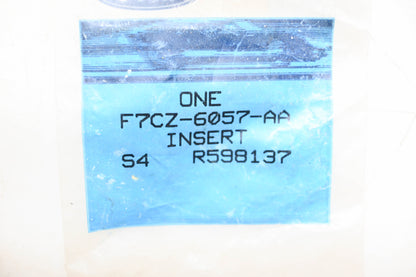 ONE
F7CZ-6057-AA
INSERT
S4 R598137